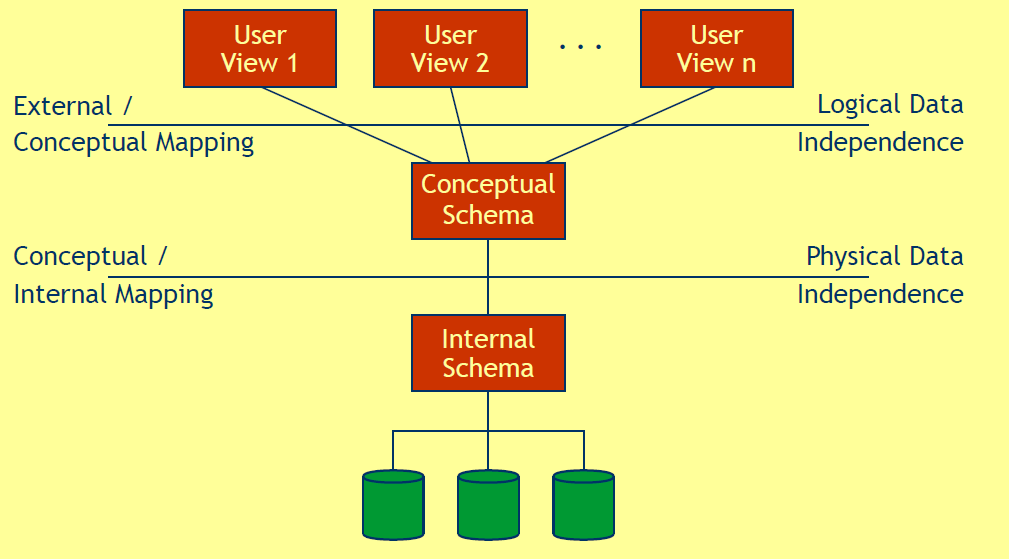 User
View 1
User
View 2
. . .
User
View n
External /
Conceptual Mapping
Logical Data
Independence
Conceptual
Schema
Conceptual /
Internal Mapping
Physical Data
Independence
Internal
Schema